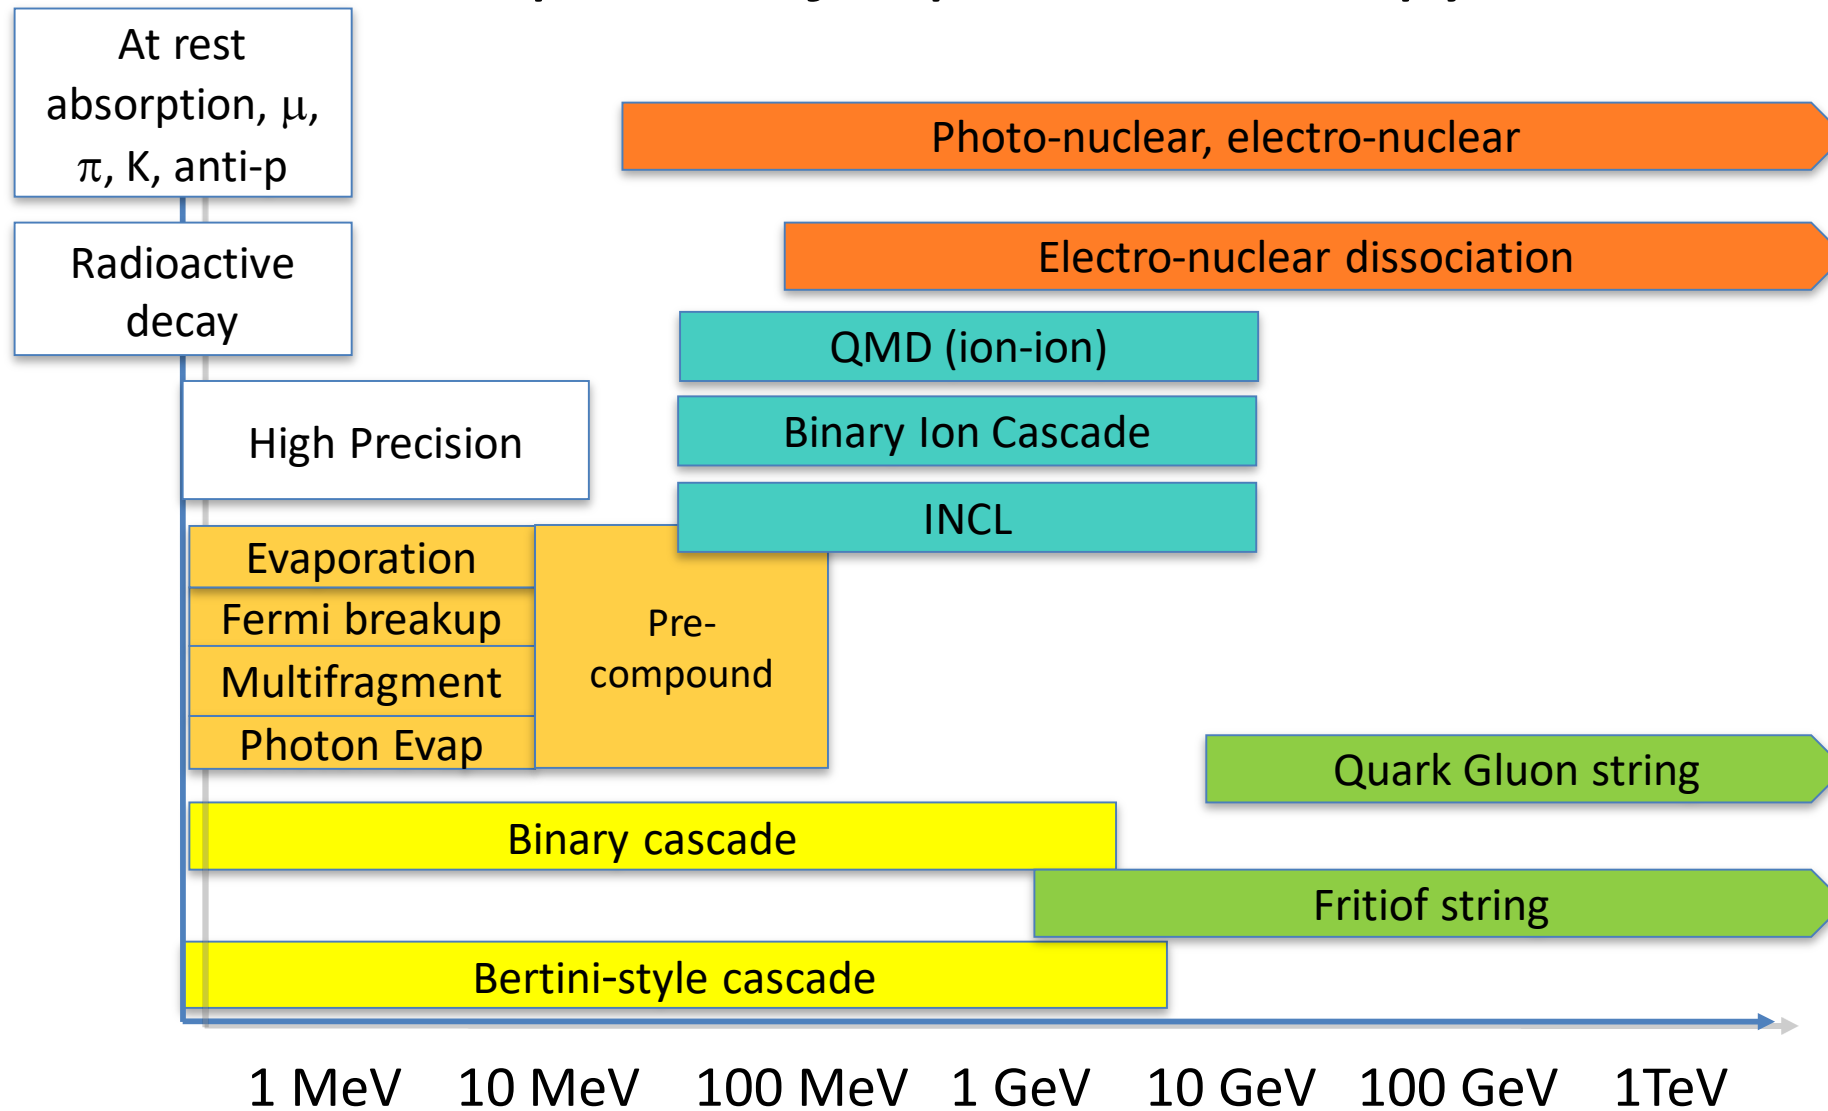 At rest
absorption, μ,
π, K, anti-p
Photo-nuclear, electro-nuclear
Radioactive
decay
Electro-nuclear dissociation
QMD (ion-ion)
High Precision
Binary Ion Cascade
INCL
Evaporation
Fermi breakup
Multifragment
Photon Evap
Pre-
compound
Quark Gluon string
Binary cascade
Fritiof string
Bertini-style cascade
1 MeV 10 MeV 100 MeV 1 GeV 10 GeV 100 GeV 1TeV